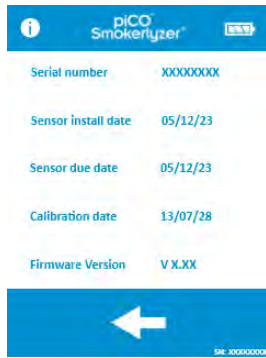 i
piCO™
Smokerlyzer®
Serial number XXXXXXXX
Sensor install date 05/12/23
Sensor due date 05/12/23
Calibration date 13/07/28
Firmware Version V X.XX
SN: XXXXXXXX